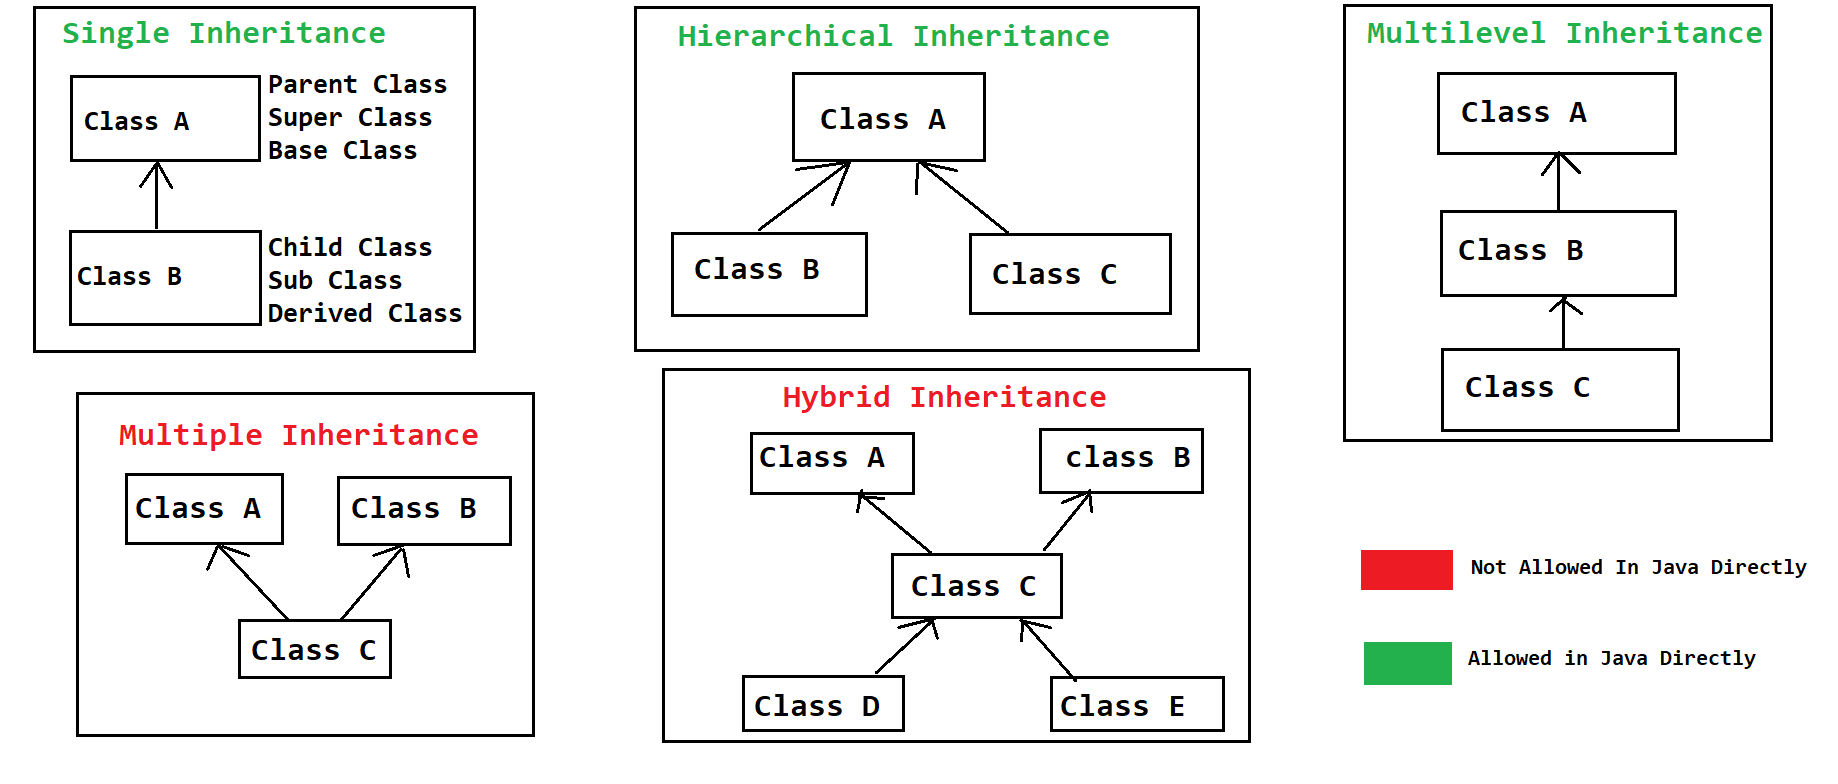 Single Inheritance
Class A
Parent Class
Super Class
Base Class
Class B
Child Class
Sub Class
Derived Class
Hierarchical Inheritance
Class A
Class B
Class C
Multilevel Inheritance
Class A
Class B
Class C
Multiple Inheritance
Class A
Class B
Class C
Hybrid Inheritance
Class A
class B
Class C
Class D
Class E
Not Allowed In Java Directly
Allowed in Java Directly